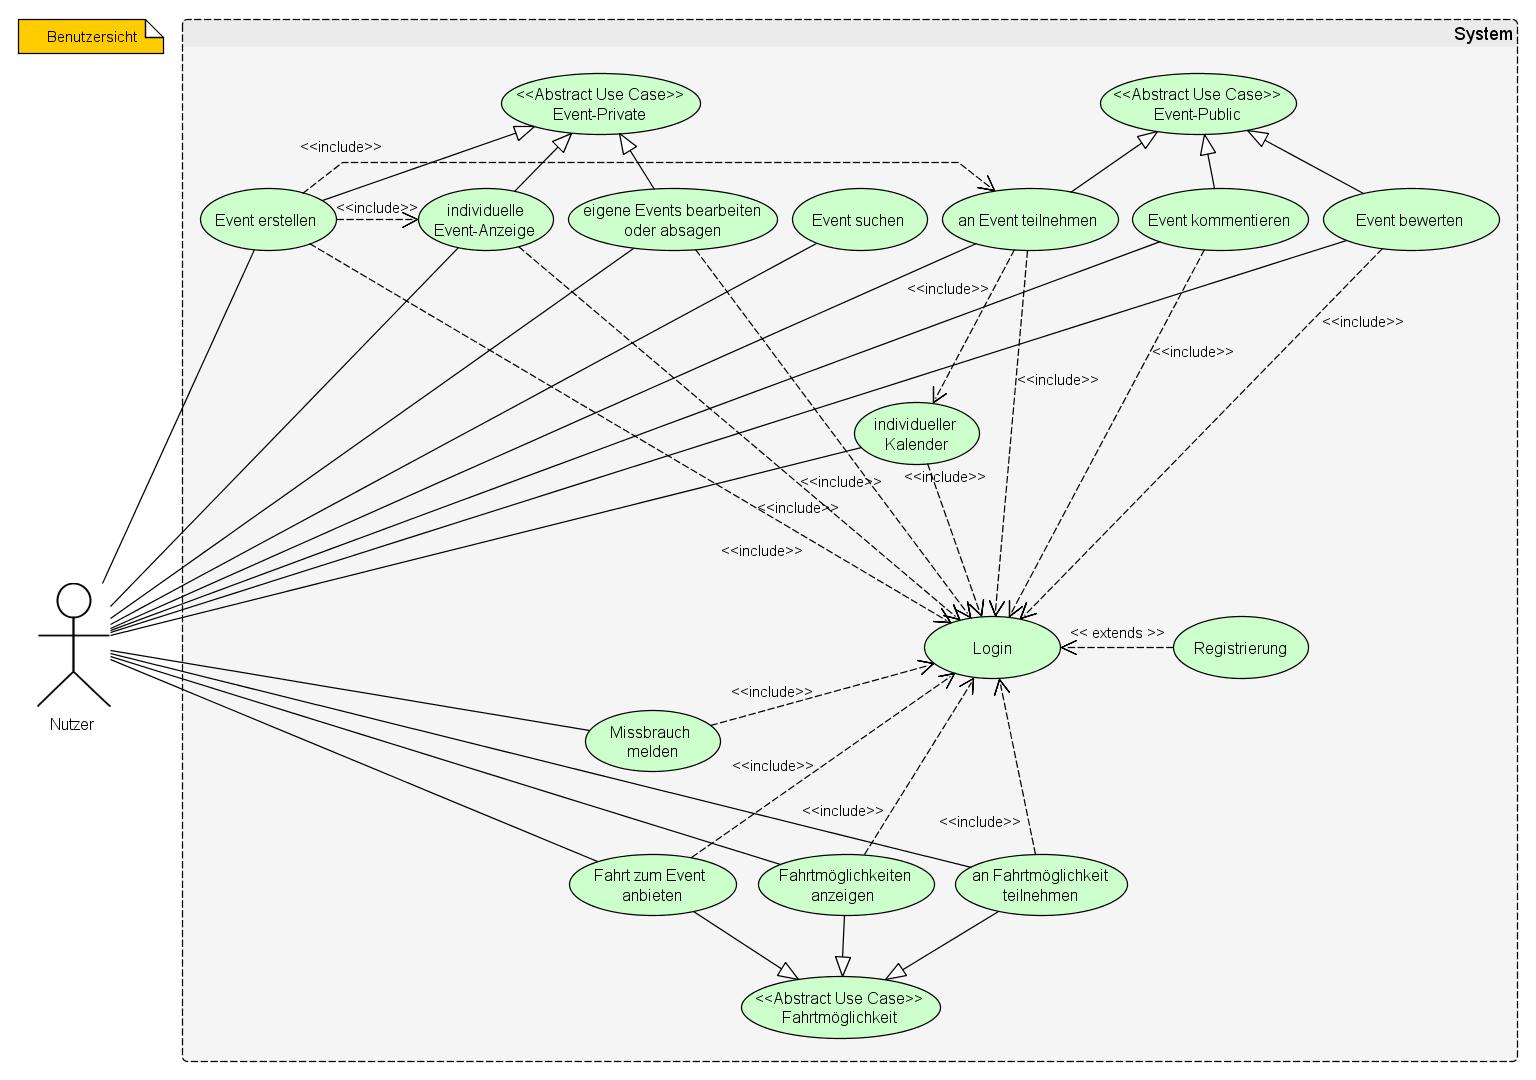 Benutzersicht
System
<<Abstract Use Case>>
Event-Private
<<Abstract Use Case>>
Event-Public
<<include>>
<<include>>
Event erstellen
individuelle
Event-Anzeige
eigene Events bearbeiten
oder absagen
Event suchen
an Event teilnehmen
Event kommentieren
Event bewerten
<<include>>
<<include>>
<<include>>
<<include>>
individueller
Kalender
<<include>>
<<include>>
<<include>>
<<include>>
<< extends >>
Login
Registrierung
<<include>>
Nutzer
Missbrauch
melden
<<include>>
<<include>>
<<include>>
Fahrt zum Event
anbieten
Fahrtmöglichkeiten
anzeigen
an Fahrtmöglichkeit
teilnehmen
<<Abstract Use Case>>
Fahrtmöglichkeit